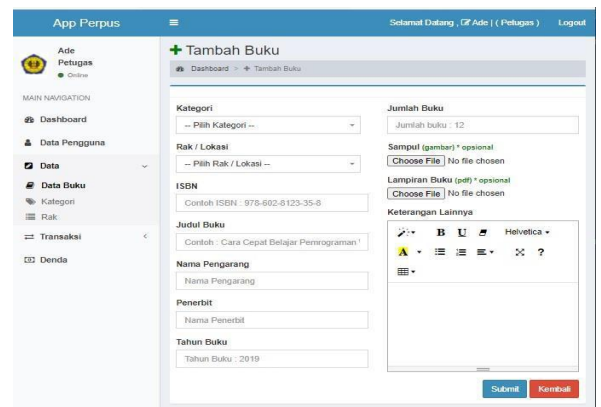 App Perpus
Selamat Datang , Ade | ( Petugas ) Logout
Ade
Petugas
Online
MAIN NAVIGATION
Dashboard
Data Pengguna
Data
Data Buku
Kategori
Rak
Transaksi
Denda
Tambah Buku
Dashboard > Tambah Buku
Kategori
-- Pilih Kategori --
Rak / Lokasi
-- Pilih Rak / Lokasi --
ISBN
Contoh ISBN : 978-602-8123-35-8
Judul Buku
Contoh : Cara Cepat Belajar Pemrograman
Nama Pengarang
Nama Pengarang
Penerbit
Nama Penerbit
Tahun Buku
Tahun Buku : 2019
Jumlah Buku
Jumlah buku : 12
Sampul (gambar) * opsional
Choose File No file chosen
Lampiran Buku (pdf) * opsional
Choose File No file chosen
Keterangan Lainnya
B U Helvetica
A ?
Submit Kembali